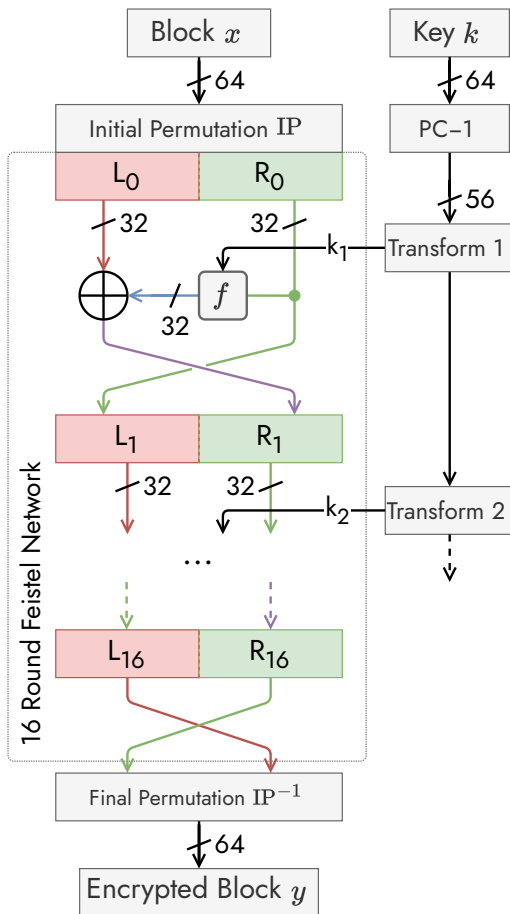 Block x
Key k
64
64
Initial Permutation IP
PC-1
L0
R0
56
32
32
k1
Transform 1
f
32
L1
R1
32
32
k2
Transform 2
...
16 Round Feistel Network
L16
R16
Final Permutation IP−1
64
Encrypted Block y